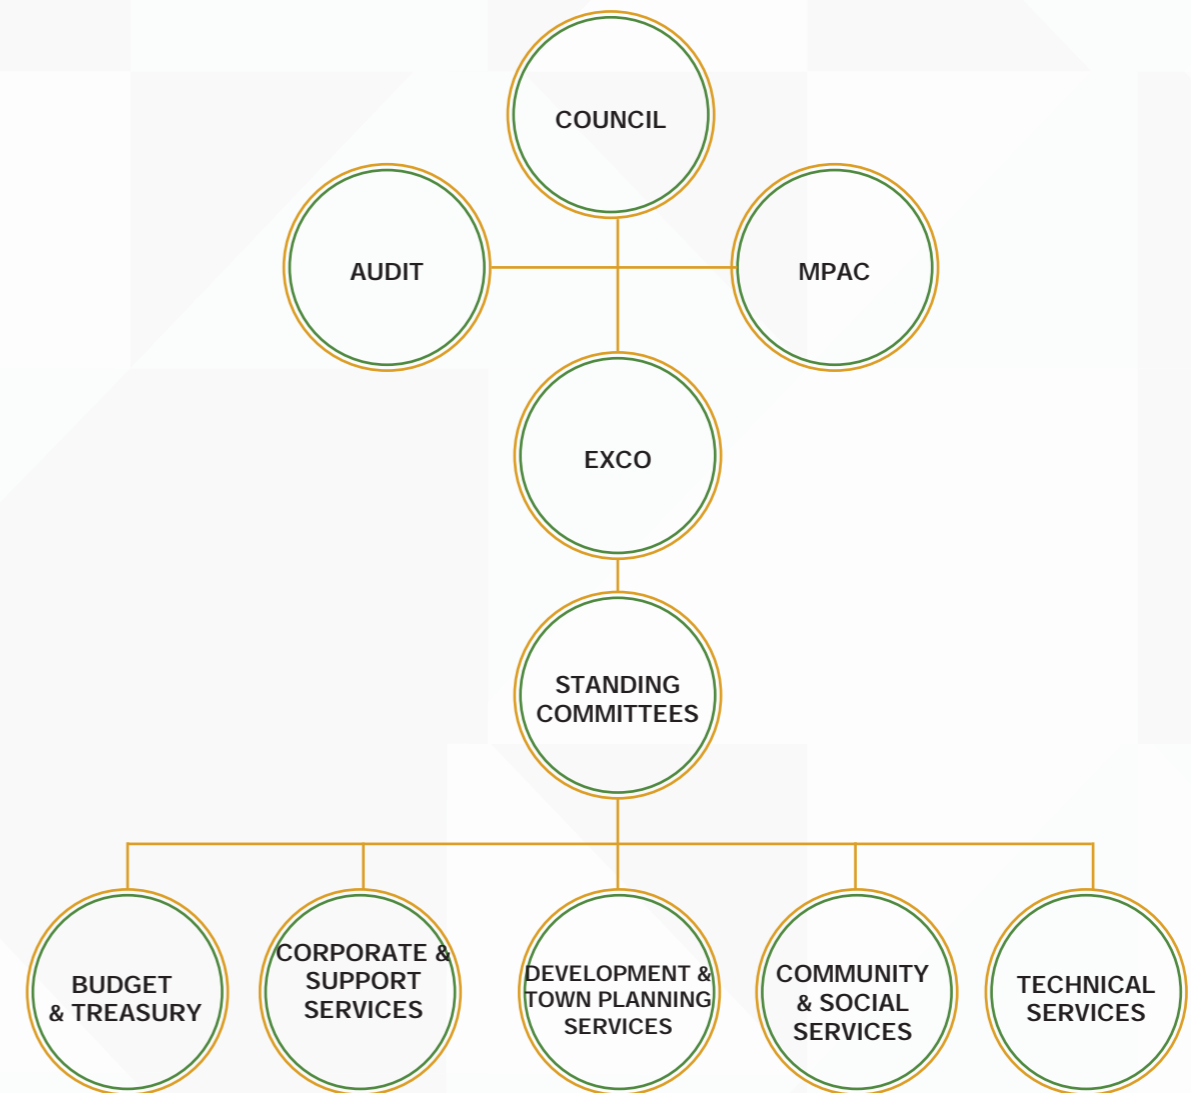 COUNCIL
AUDIT
MPAC
EXCO
STANDING
COMMITTEES
BUDGET
& TREASURY
CORPORATE &
SUPPORT
SERVICES
DEVELOPMENT &
TOWN PLANNING
SERVICES
COMMUNITY
& SOCIAL
SERVICES
TECHNICAL
SERVICES